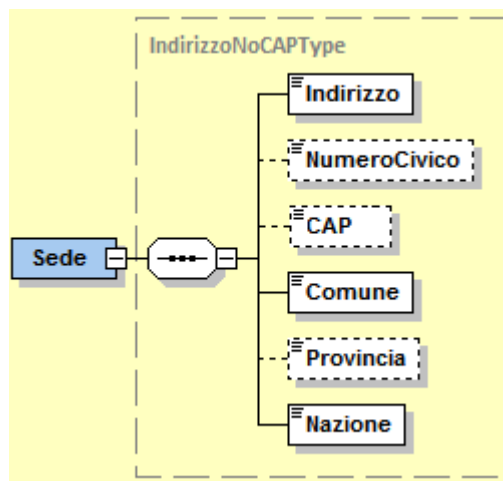 IndirizzoNoCAPType
Indirizzo
NumeroCivico
CAP
Sede
Comune
Provincia
Nazione